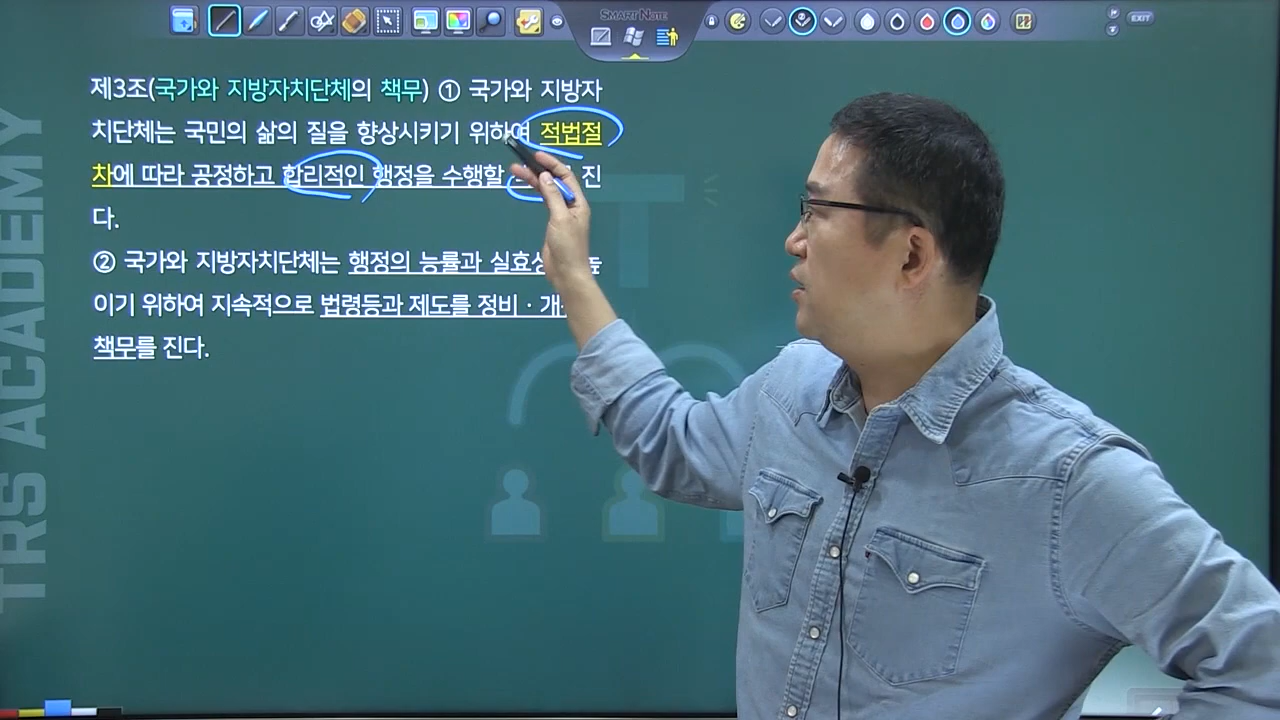 SMART NOTE
EXIT
TRS ACADEMY
제3조(국가와 지방자치단체의 책무) ① 국가와 지방자
치단체는 국민의 삶의 질을 향상시키기 위하여 적법절
차에 따라 공정하고 합리적인 행정을 수행할 진
다.
② 국가와 지방자치단체는 행정의 능률과 실효성 높
이기 위하여 지속적으로 법령등과 제도를 정비 · 개
책무를 진다.